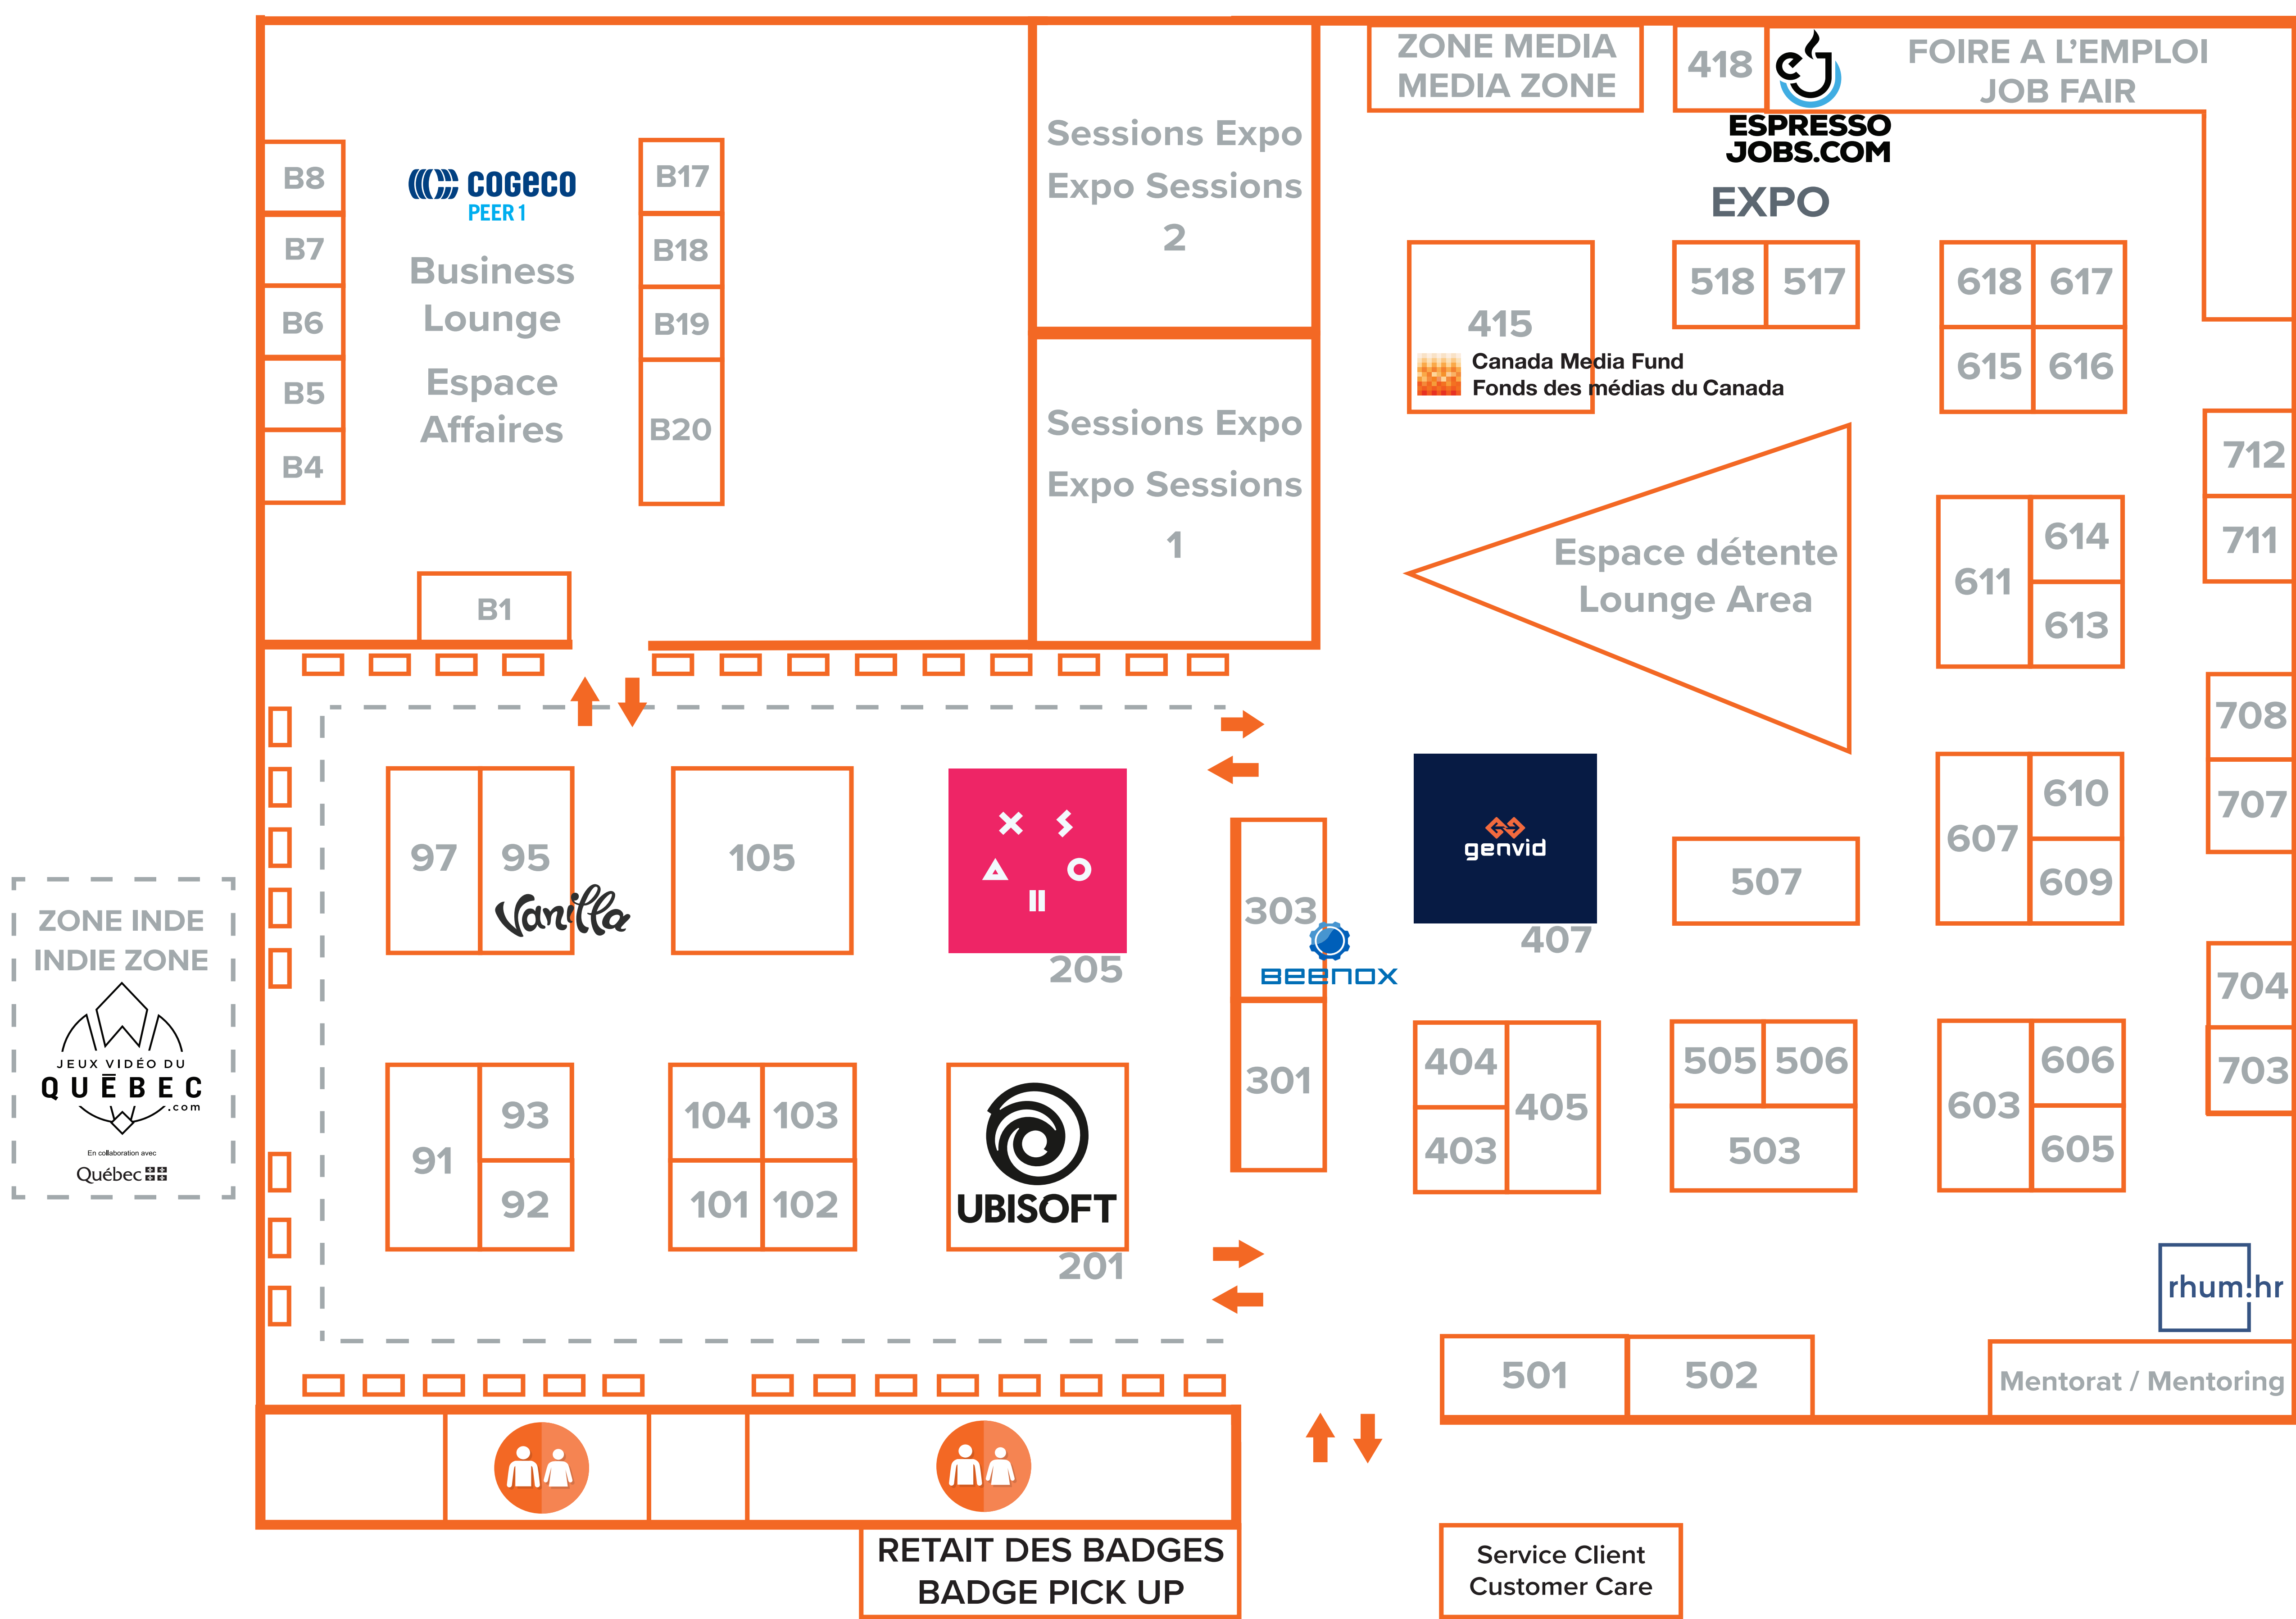 ZONE MEDIA
MEDIA ZONE
418
eJ
ESPRESSO
JOBS.COM
FOIRE A L’EMPLOI
JOB FAIR
EXPO
B8
B7
B6
B5
B4
COGECO
PEER 1
Business
Lounge
Espace
Affaires
B17
B18
B19
B20
B1
Sessions Expo
Expo Sessions
2
Sessions Expo
Expo Sessions
1
415
Canada Media Fund
Fonds des médias du Canada
518
517
618
617
615
616
712
711
Espace détente
Lounge Area
611
614
613
708
707
97
95
Vanilla
105
205
303
BEENOX
301
genvid
407
507
607
610
609
704
703
ZONE INDE
INDIE ZONE
JEUX VIDÉO DU
QUĒBEC
.com
En collaboration avec
Québec
91
93
92
104
103
101
102
UBISOFT
201
404
403
405
505
506
503
603
606
605
rhum!hr
501
502
Mentorat / Mentoring
RETAIT DES BADGES
BADGE PICK UP
Service Client
Customer Care